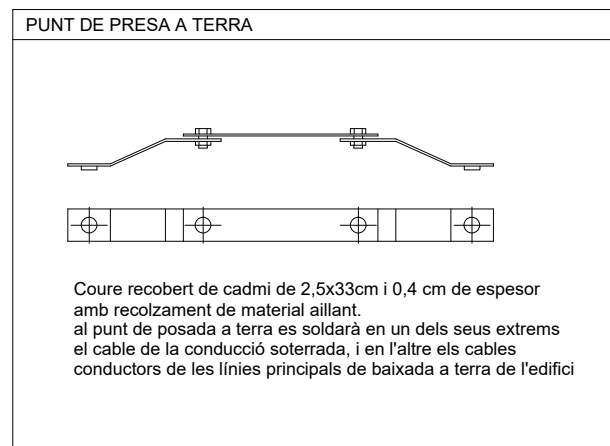 PUNT DE PRESA A TERRA
Coure recobert de cadmi de 2,5x33cm i 0,4 cm de espesor
amb recolzament de material aillant.
al punt de posada a terra es soldarà en un dels seus extrems
el cable de la conducció soterrada, i en l'altre els cables
conductors de les línies principals de baixada a terra de l'edifici